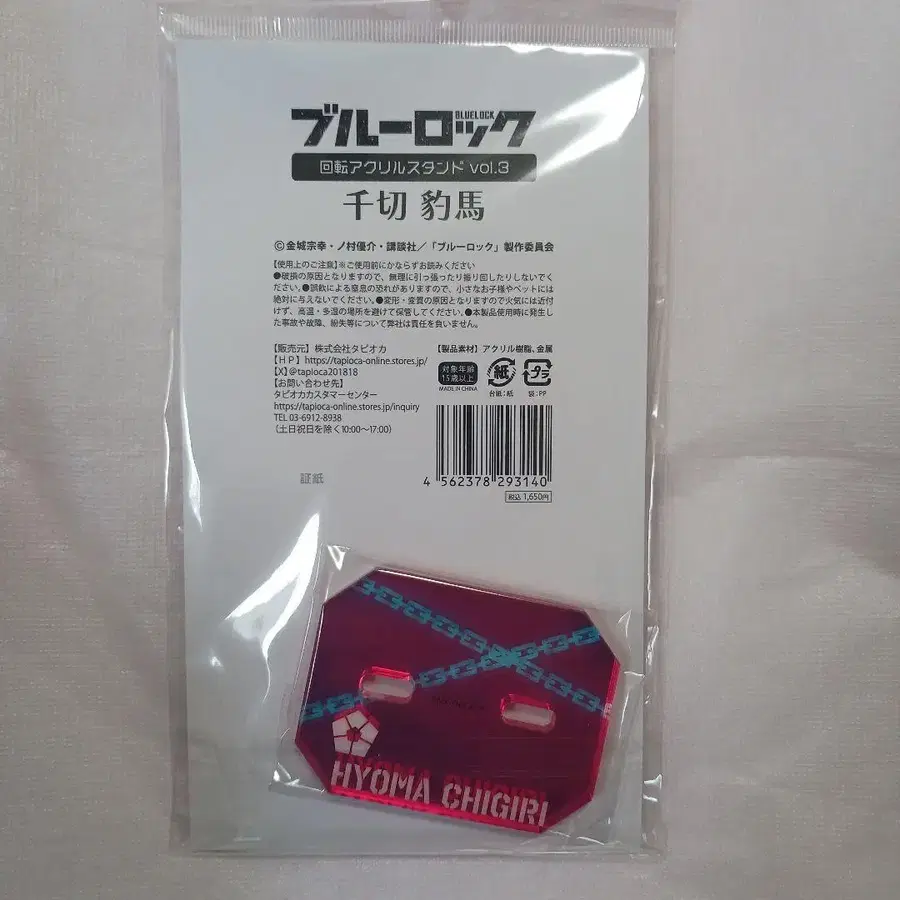 ブルーロック
BLUELOCK
回転アクリルスタンド vol.3
千切 豹馬
©金城宗幸・ノ村優介・講談社／「ブルーロック」製作委員会
【使用上のご注意】※ご使用前にかならずお読みください
●破損の原因となりますので、無理に引っ張ったり振り回したりしないでく
ださい。●誤飲による窒息の恐れがありますので、小さなお子様やペットには
絶対に与えないでください。●変形・変質の原因となりますので火気には近付
けず、高温・多湿の場所を避けて保管してください。●本製品使用時に発生し
た事故や故障、紛失等について弊社は責任を負いません。
【販売元】株式会社タピオカ
【HP】https://tapioca-online.stores.jp/
【X】@tapioca201818
【お問い合わせ先】
タピオカカスタマーセンター
https://tapioca-online.stores.jp/inquiry
TEL 03-6912-8938
（土日祝日を除く10:00〜17:00）
【製品素材】アクリル樹脂、金属
対象年齢
15歳以上
MADE IN CHINA
紙
台紙：紙
プラ
袋：PP
4 562378 293140
税込 1,650円
証紙
HYOMA CHIGIRI